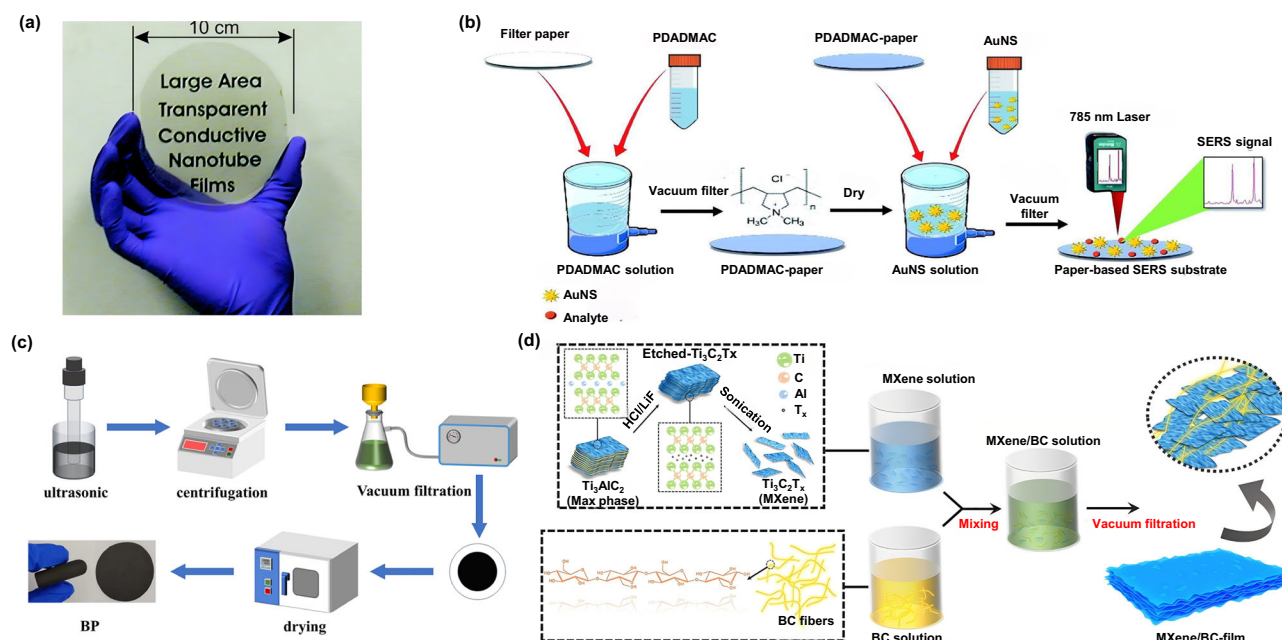 (a)
10 cm
Large Area
Transparent
Conductive
Nanotube
Films
(b)
Filter paper
PDADMAC
PDADMAC-paper
AuNS
785 nm Laser
SERS signal
Vacuum filter
Cl⁻
n
N⁺
H₃C
CH₃
Dry
Vacuum
filter
PDADMAC solution
PDADMAC-paper
AuNS solution
Paper-based SERS substrate
AuNS
Analyte
(c)
ultrasonic
centrifugation
Vacuum filtration
BP
drying
(d)
Etched-Ti₃C₂Tx
Ti
C
Al
Tₓ
HCl/LiF
Sonication
Ti₃AlC₂
(Max phase)
Ti₃C₂Tₓ
(MXene)
MXene solution
MXene/BC solution
Mixing
Vacuum filtration
BC fibers
BC solution
MXene/BC-film